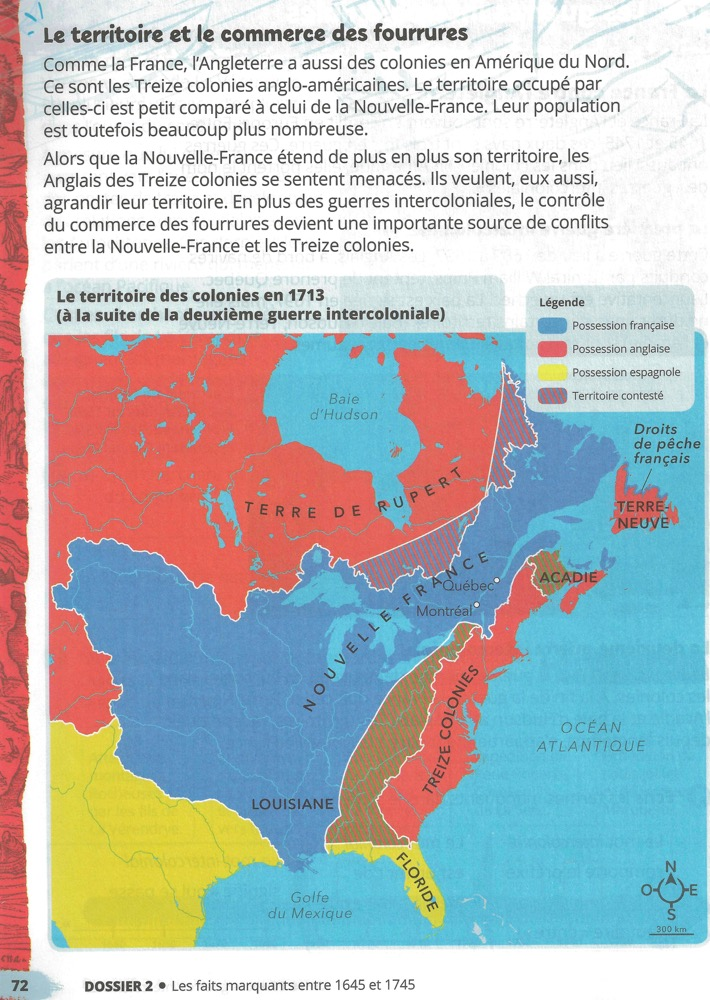 Le territoire et le commerce des fourrures
Comme la France, l'Angleterre a aussi des colonies en Amérique du Nord.
Ce sont les Treize colonies anglo-américaines. Le territoire occupé par
celles-ci est petit comparé à celui de la Nouvelle-France. Leur population
est toutefois beaucoup plus nombreuse.
Alors que la Nouvelle-France étend de plus en plus son territoire, les
Anglais des Treize colonies se sentent menacés. Ils veulent, eux aussi,
agrandir leur territoire. En plus des guerres intercoloniales, le contrôle
du commerce des fourrures devient une importante source de conflits
entre la Nouvelle-France et les Treize colonies.
Le territoire des colonies en 1713
(à la suite de la deuxième guerre intercoloniale)
Légende
Possession française
Possession anglaise
Possession espagnole
Territoire contesté
Baie
d'Hudson
Droits
de pêche
français
TERRE DE RUPERT
TERRE-
NEUVE
NOUVELLE-FRANCE
Québec
ACADIE
Montréal
TREIZE COLONIES
OCÉAN
ATLANTIQUE
LOUISIANE
FLORIDE
Golfe
du Mexique
N
O
E
S
300 km
72
DOSSIER 2 • Les faits marquants entre 1645 et 1745